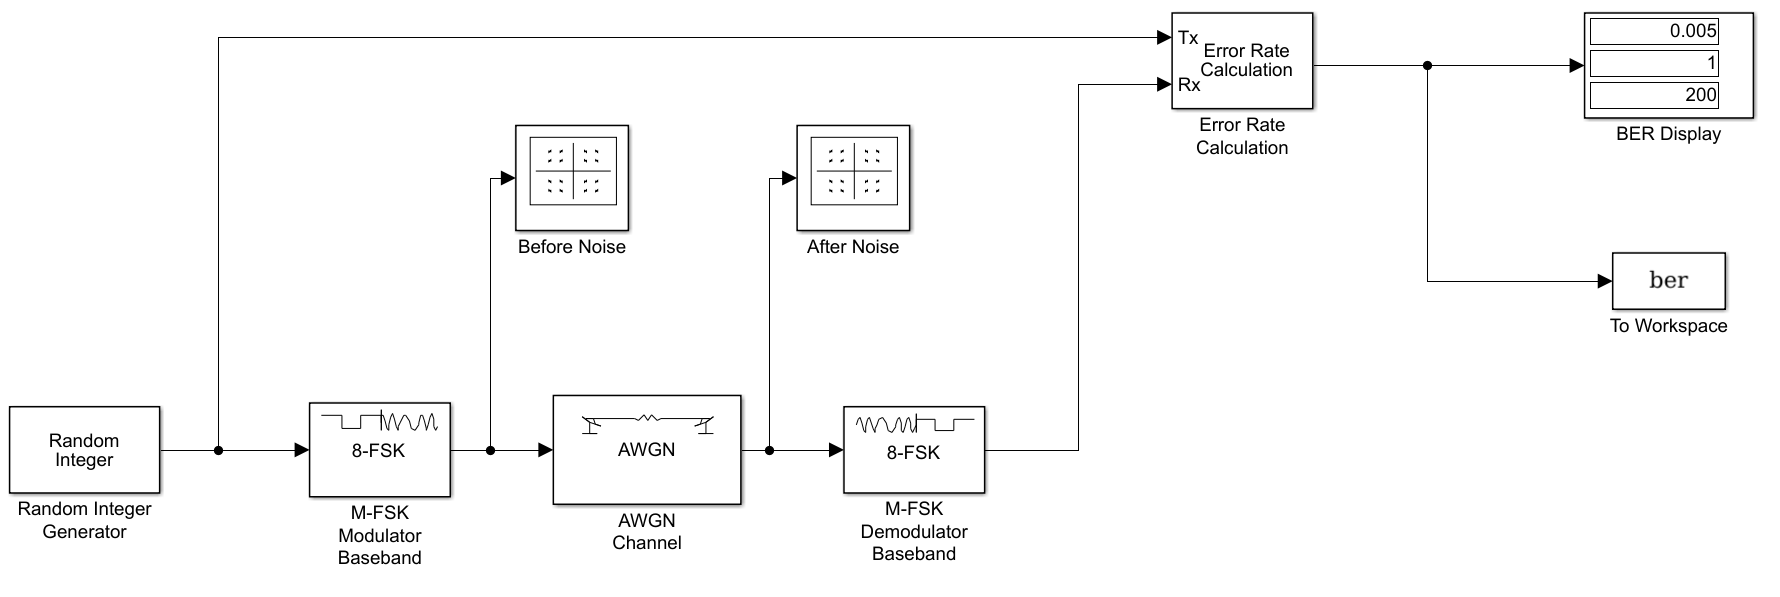 Tx
Rx
Error Rate
Calculation
Error Rate
Calculation
0.005
1
200
BER Display
Before Noise
After Noise
ber
To Workspace
Random
Integer
Random Integer
Generator
8-FSK
M-FSK
Modulator
Baseband
AWGN
AWGN
Channel
8-FSK
M-FSK
Demodulator
Baseband